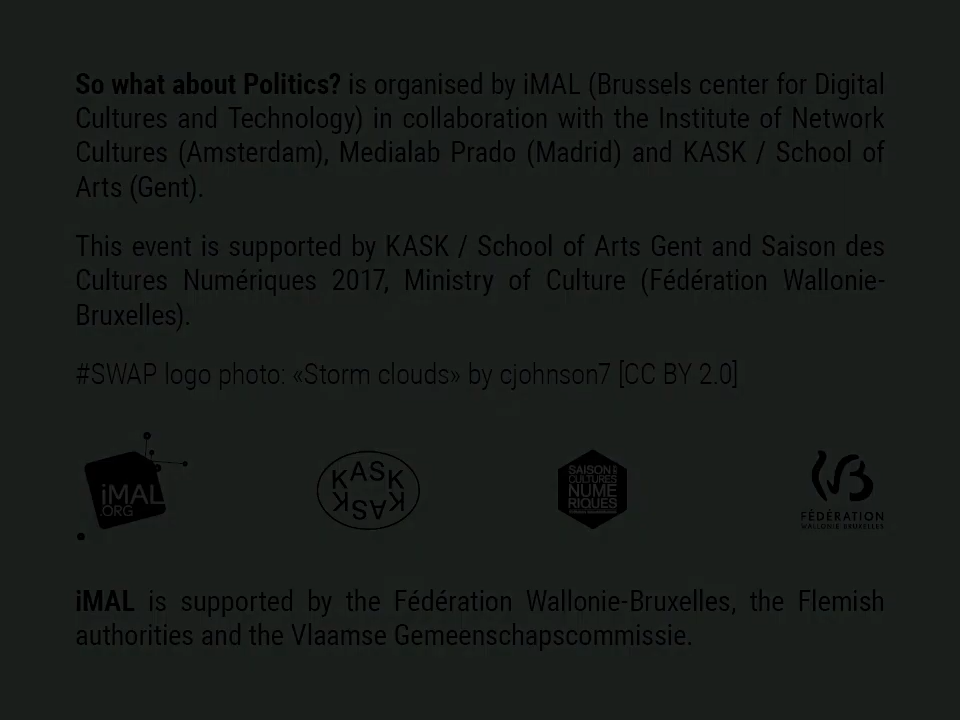 So what about Politics? is organised by iMAL (Brussels center for Digital
Cultures and Technology) in collaboration with the Institute of Network
Cultures (Amsterdam), Medialab Prado (Madrid) and KASK / School of
Arts (Gent).
This event is supported by KASK / School of Arts Gent and Saison des
Cultures Numériques 2017, Ministry of Culture (Fédération Wallonie-
Bruxelles).
#SWAP logo photo: «Storm clouds» by cjohnson7 [CC BY 2.0]
iMAL
.ORG
KASK
KASK
SAISON DES
CULTURES
NUME
RIQUES
FÉDÉRATION
WALLONIE-BRUXELLES
iMAL is supported by the Fédération Wallonie-Bruxelles, the Flemish
authorities and the Vlaamse Gemeenschapscommissie.